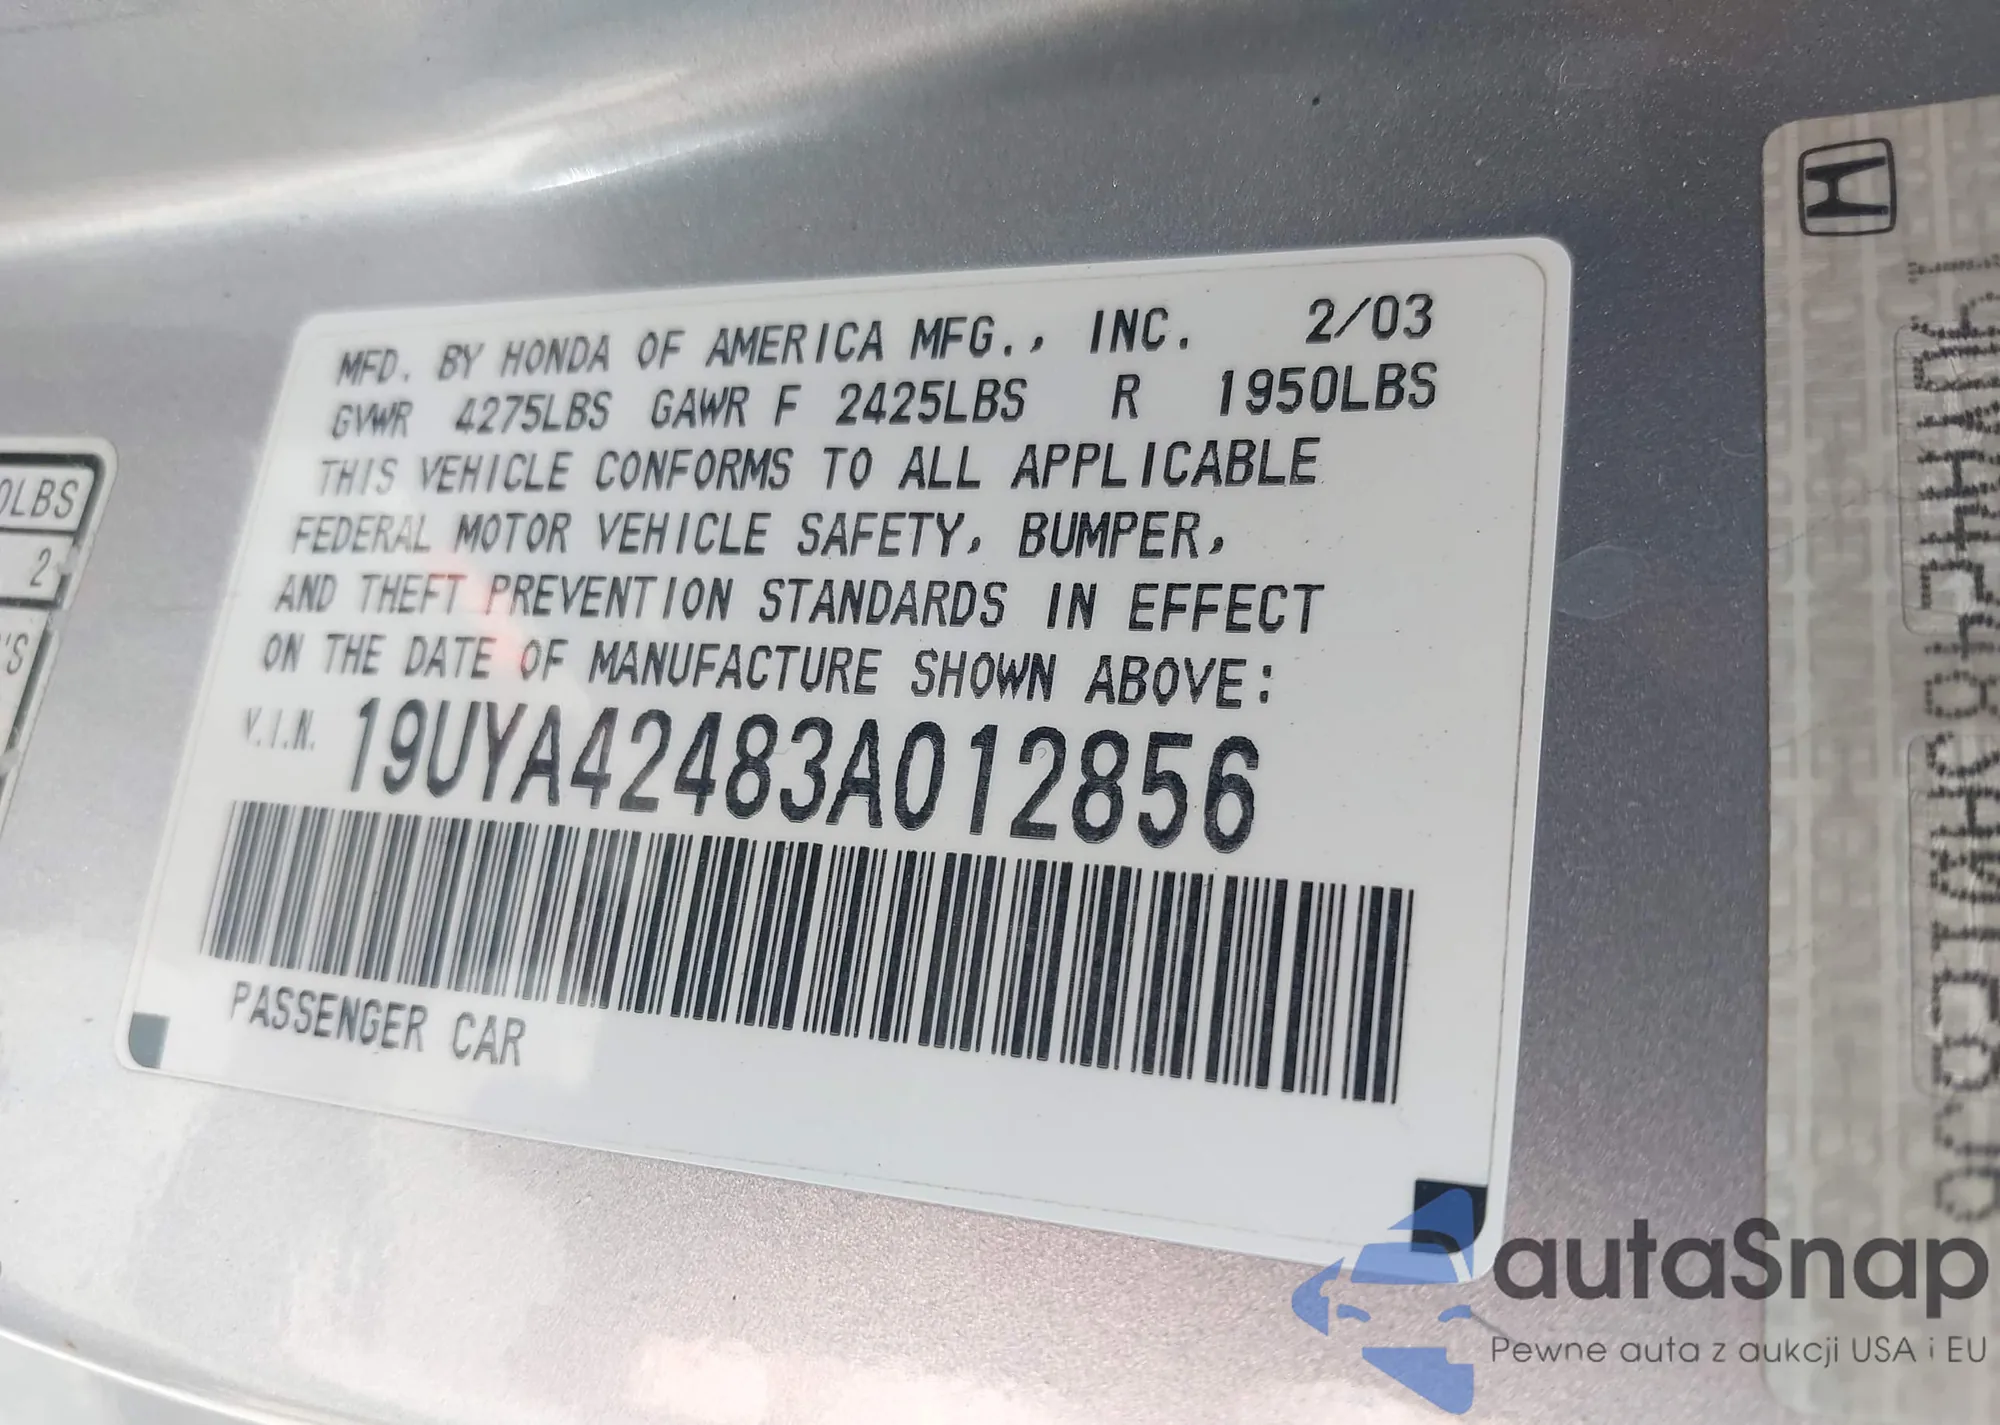 MFD. BY HONDA OF AMERICA MFG., INC. 2/03
GVWR 4275LBS GAWR F 2425LBS R 1950LBS
THIS VEHICLE CONFORMS TO ALL APPLICABLE
FEDERAL MOTOR VEHICLE SAFETY, BUMPER,
AND THEFT PREVENTION STANDARDS IN EFFECT
ON THE DATE OF MANUFACTURE SHOWN ABOVE:
V.I.N. 19UYA42483A012856
PASSENGER CAR
0LBS
2
'S
autaSnap
Pewne auta z aukcji USA i EU